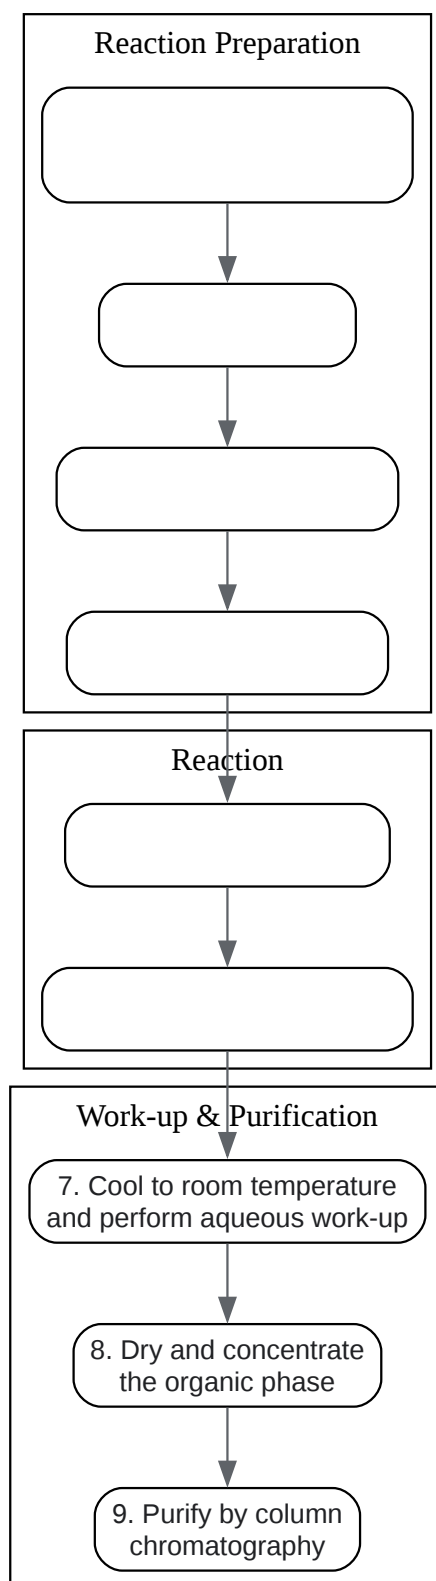 Reaction Preparation
Reaction
Work-up & Purification
7. Cool to room temperature
and perform aqueous work-up
8. Dry and concentrate
the organic phase
9. Purify by column
chromatography